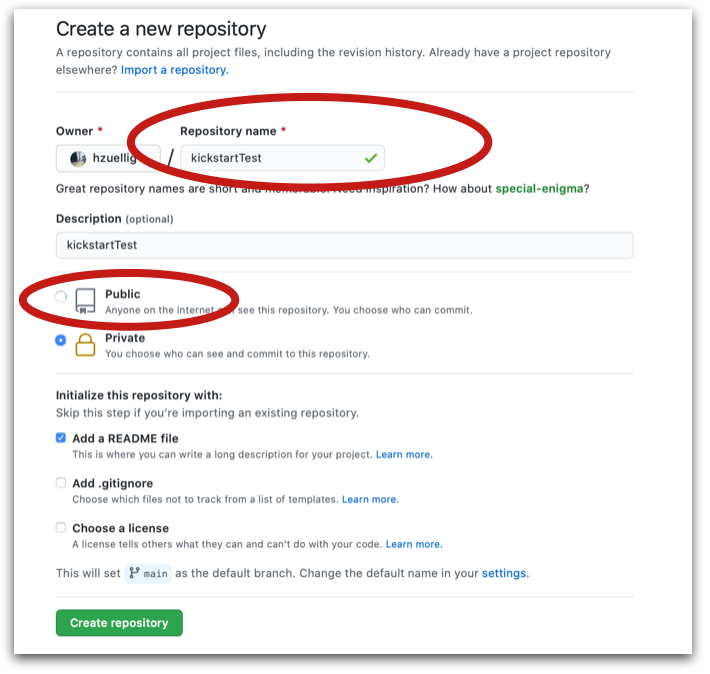 Create a new repository
A repository contains all project files, including the revision history. Already have a project repository
elsewhere? Import a repository.
Owner * Repository name *
hzuellig / kickstartTest
Great repository names are short and memorable. Need inspiration? How about special-enigma?
Description (optional)
kickstartTest
Public
Anyone on the internet can see this repository. You choose who can commit.
Private
You choose who can see and commit to this repository.
Initialize this repository with:
Skip this step if you're importing an existing repository.
Add a README file
This is where you can write a long description for your project. Learn more.
Add .gitignore
Choose which files not to track from a list of templates. Learn more.
Choose a license
A license tells others what they can and can't do with your code. Learn more.
This will set main as the default branch. Change the default name in your settings.
Create repository